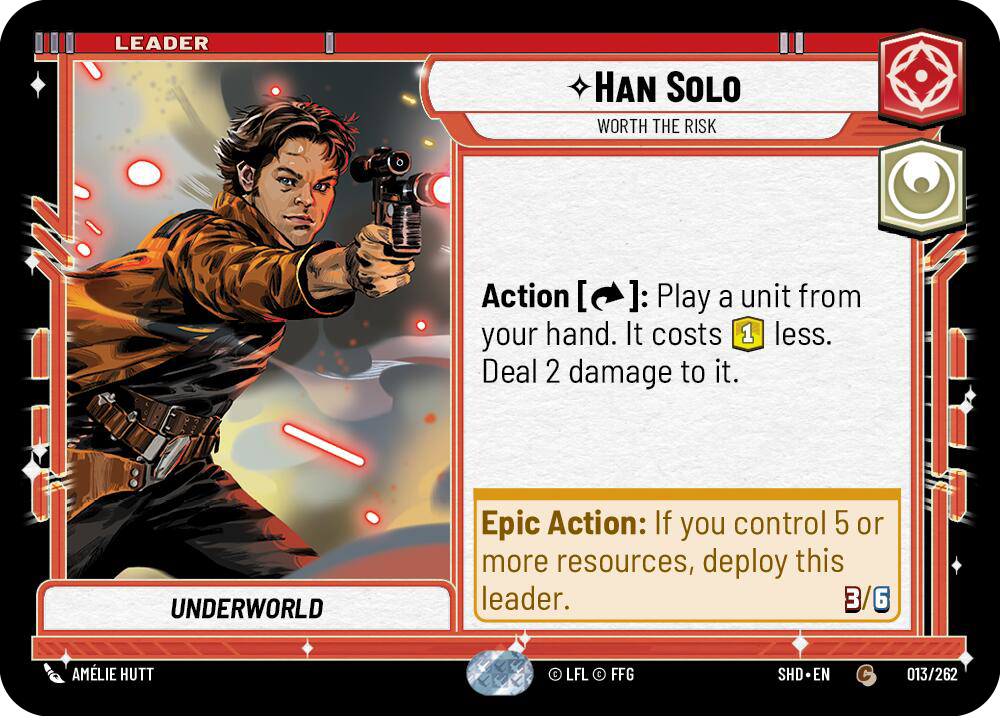 LEADER
HAN SOLO
WORTH THE RISK
Action [ ]: Play a unit from
your hand. It costs 1 less.
Deal 2 damage to it.
Epic Action: If you control 5 or
more resources, deploy this
leader.
3/6
UNDERWORLD
AMÉLIE HUTT
© LFL © FFG
SHD•EN
C
013/262